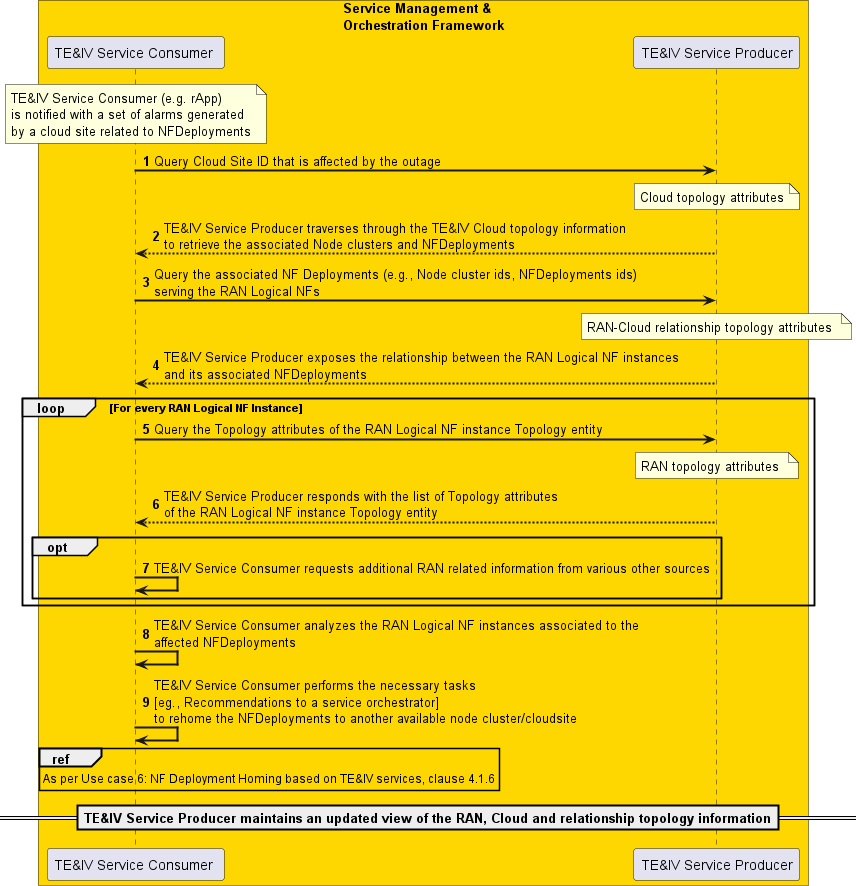 Service Management &
Orchestration Framework
TE&IV Service Consumer
TE&IV Service Producer
TE&IV Service Consumer (e.g. rApp)
is notified with a set of alarms generated
by a cloud site related to NFDeployments
1 Query Cloud Site ID that is affected by the outage
Cloud topology attributes
2 TE&IV Service Producer traverses through the TE&IV Cloud topology information
to retrieve the associated Node clusters and NFDeployments
3 Query the associated NF Deployments (e.g., Node cluster ids, NFDeployments ids)
serving the RAN Logical NFs
RAN-Cloud relationship topology attributes
4 TE&IV Service Producer exposes the relationship between the RAN Logical NF instances
and its associated NFDeployments
loop [For every RAN Logical NF Instance]
5 Query the Topology attributes of the RAN Logical NF instance Topology entity
RAN topology attributes
6 TE&IV Service Producer responds with the list of Topology attributes
of the RAN Logical NF instance Topology entity
opt
7 TE&IV Service Consumer requests additional RAN related information from various other sources
8 TE&IV Service Consumer analyzes the RAN Logical NF instances associated to the
affected NFDeployments
TE&IV Service Consumer performs the necessary tasks
9 [eg., Recommendations to a service orchestrator]
to rehome the NFDeployments to another available node cluster/cloudsite
ref
As per Use case 6: NF Deployment Homing based on TE&IV services, clause 4.1.6
TE&IV Service Producer maintains an updated view of the RAN, Cloud and relationship topology information
TE&IV Service Consumer
TE&IV Service Producer